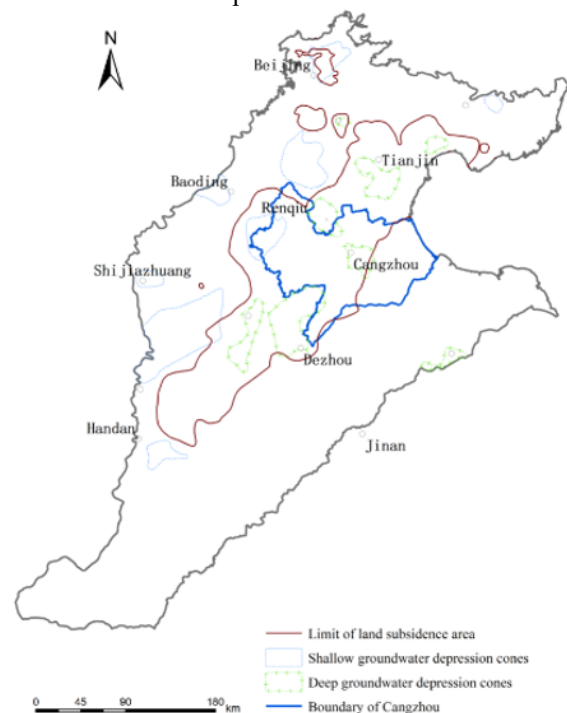 N
Beijing
Tianjin
Baoding
Renqiu
Shijlazhuang
Cangzhou
Dezhou
Handan
Jinan
Limit of land subsidence area
Shallow groundwater depression cones
Deep groundwater depression cones
Boundary of Cangzhou
0 45 90 180
km